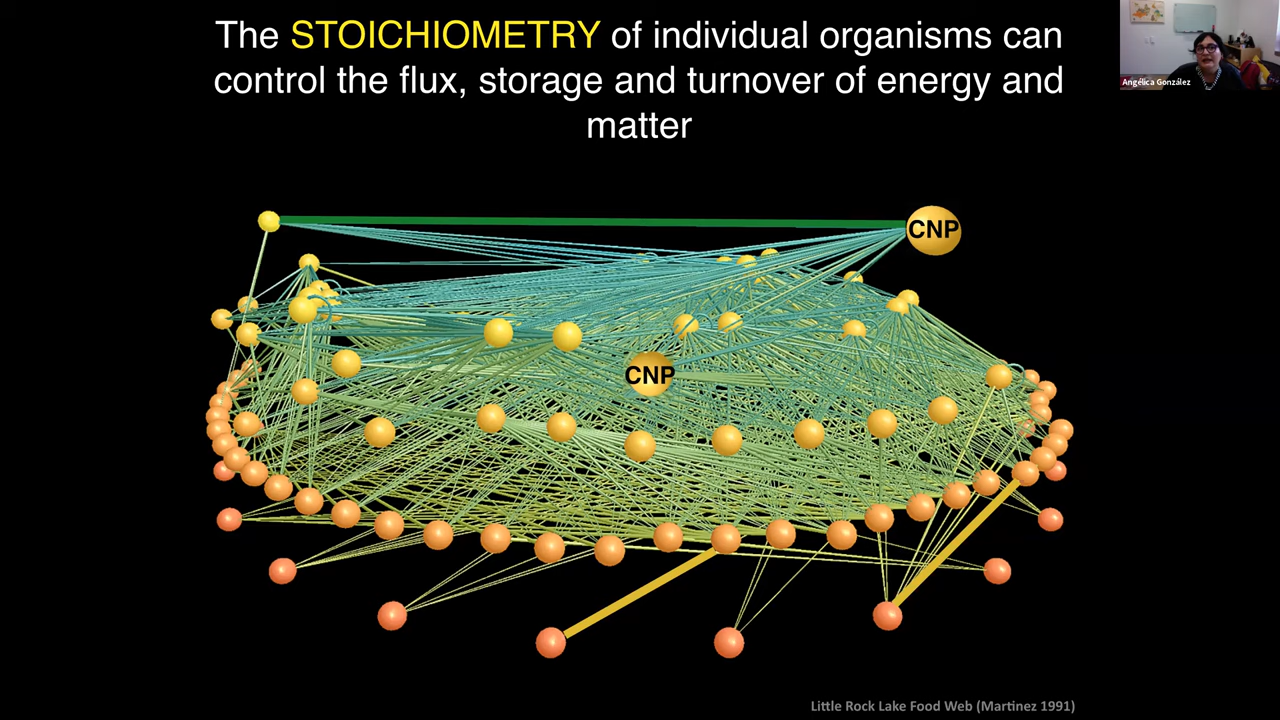 The STOICHIOMETRY of individual organisms can
control the flux, storage and turnover of energy and
matter
Angélica González
CNP
CNP
Little Rock Lake Food Web (Martinez 1991)